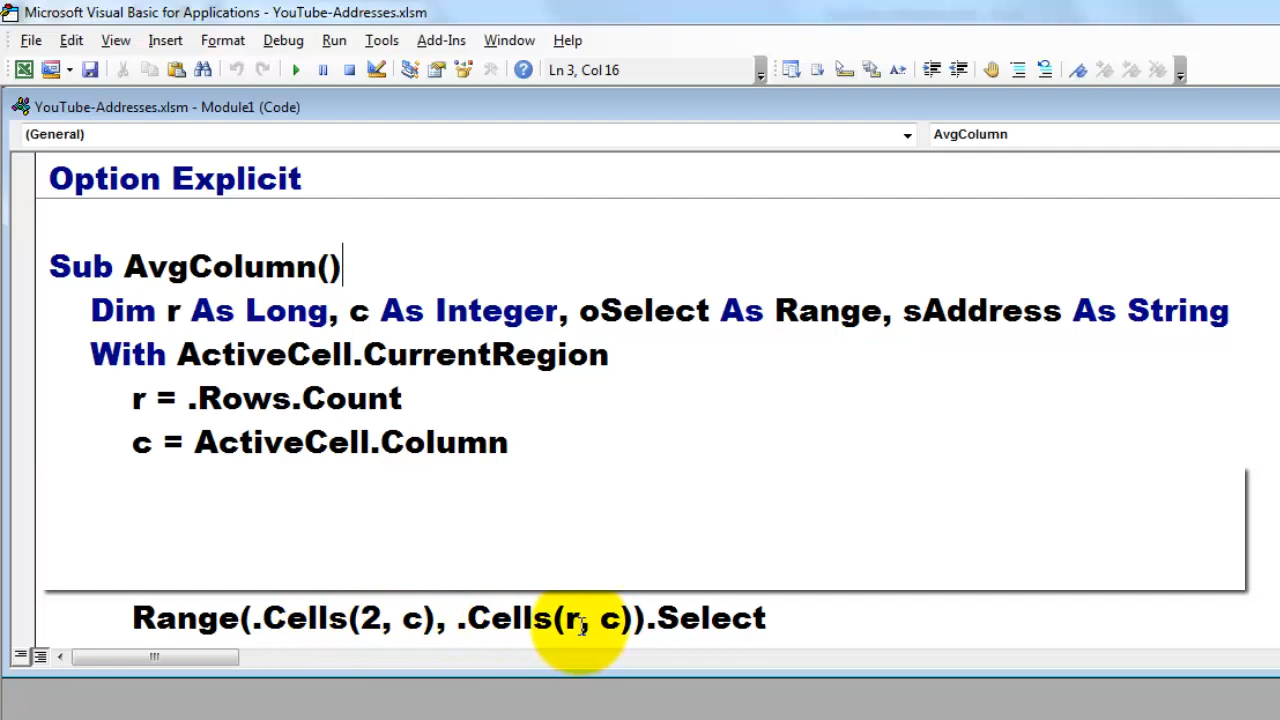 Microsoft Visual Basic for Applications - YouTube-Addresses.xlsm
File Edit View Insert Format Debug Run Tools Add-Ins Window Help
Ln 3, Col 16
YouTube-Addresses.xlsm - Module1 (Code)
(General) AvgColumn
Option Explicit
Sub AvgColumn()
Dim r As Long, c As Integer, oSelect As Range, sAddress As String
With ActiveCell.CurrentRegion
r = .Rows.Count
c = ActiveCell.Column
Range(.Cells(2, c), .Cells(r, c)).Select